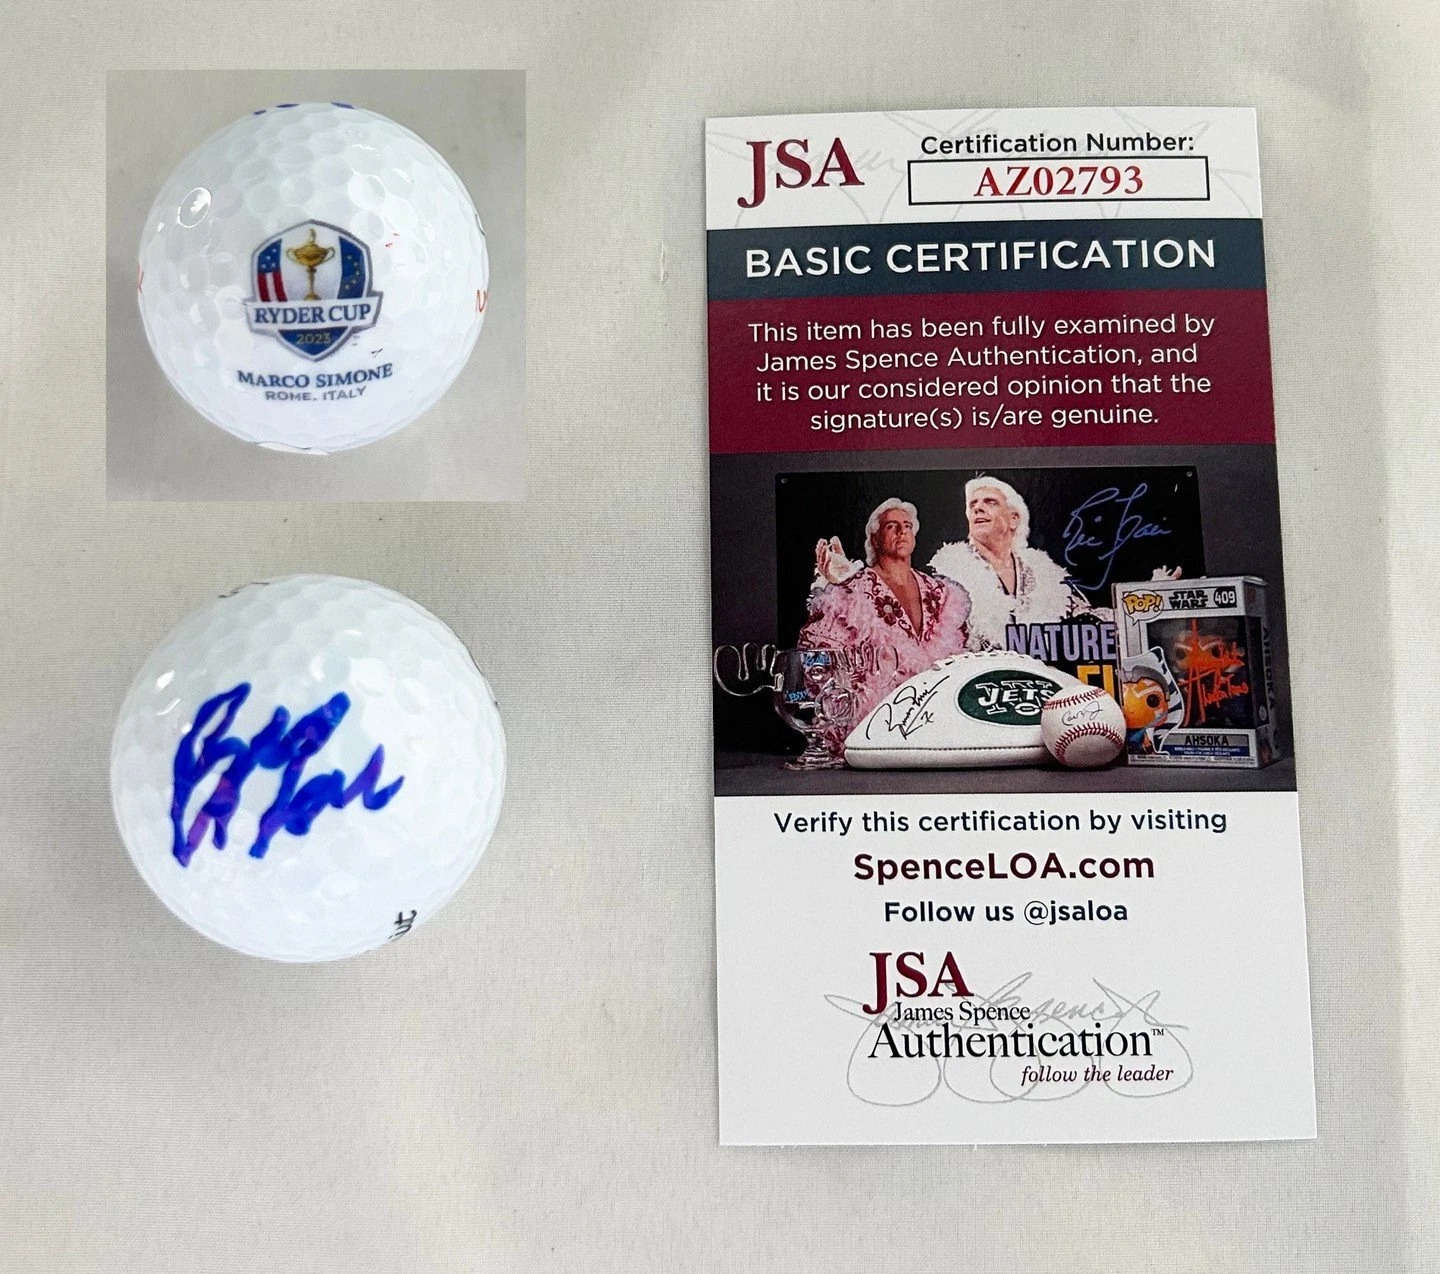 RYDER CUP
2023
MARCO SIMONE
ROME, ITALY
JSA
Certification Number:
AZ02793
BASIC CERTIFICATION
This item has been fully examined by
James Spence Authentication, and
it is our considered opinion that the
signature(s) is/are genuine.
Ric Flair
NATURE
JETS
POP!
STAR
WARS
409
AHSOKA
Verify this certification by visiting
SpenceLOA.com
Follow us @jsaloa
JSA
James Spence
Authentication™
follow the leader